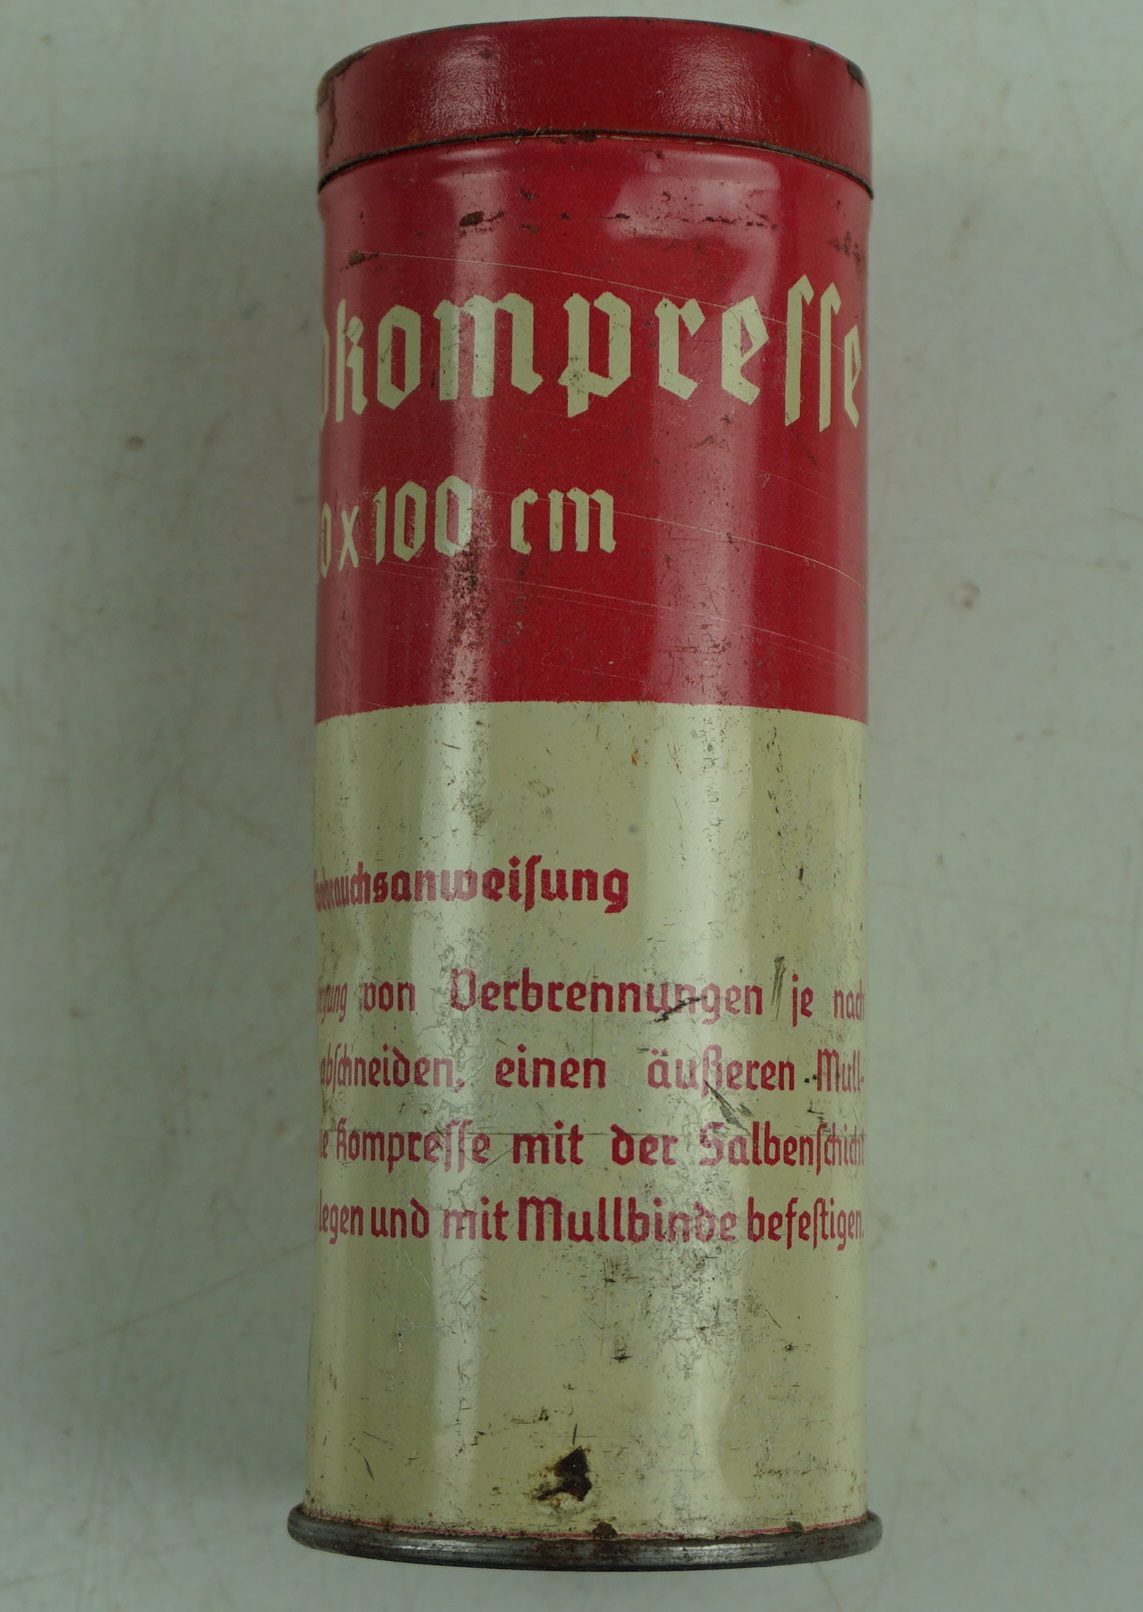 kompreſſe
0 x 100 cm
Gebrauchsanweiſung
von Verbrennungen je nach
abſchneiden, einen äußeren Mull-
Kompreſſe mit der Salbenſchicht
legen und mit Mullbinde befeſtigen.